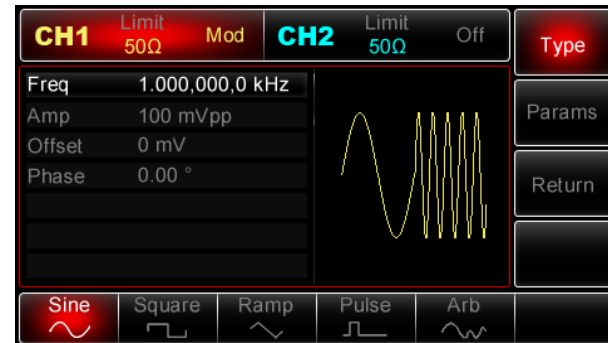 CH1 Limit 50Ω Mod CH2 Limit 50Ω Off
Type
Freq 1.000,000,0 kHz
Amp 100 mVpp
Offset 0 mV
Phase 0.00 °
Params
Return
Sine Square Ramp Pulse Arb